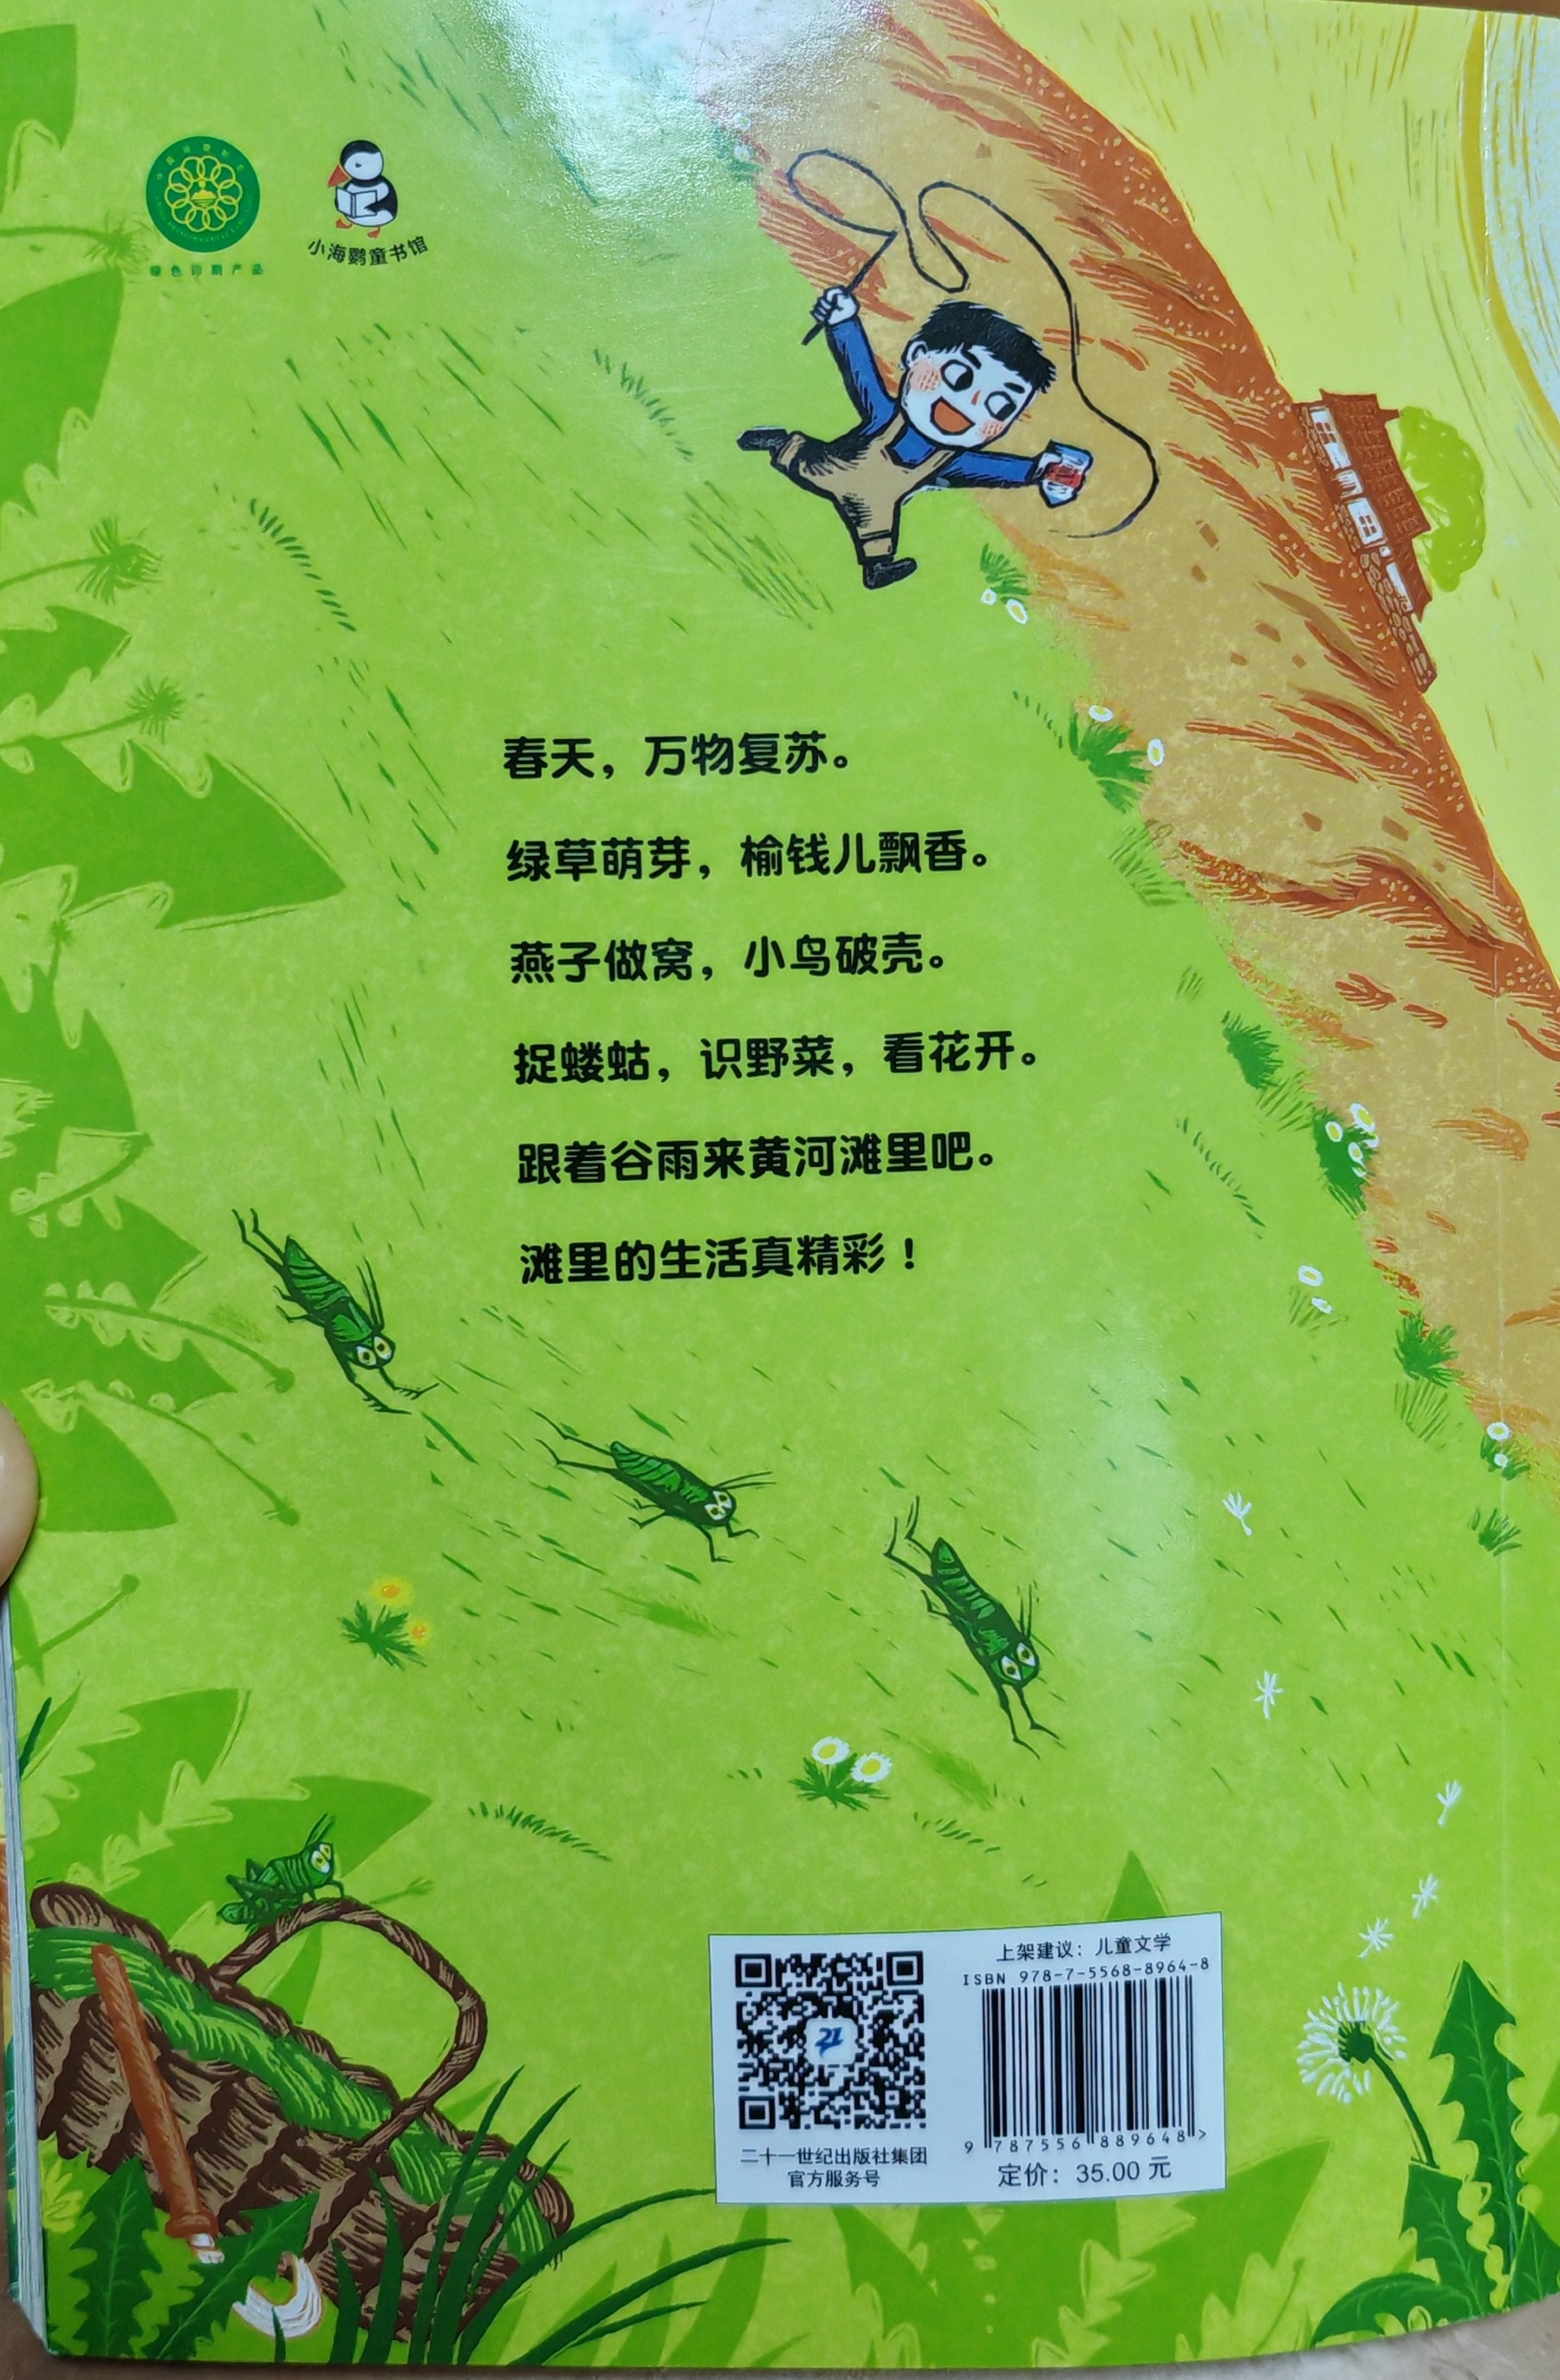 绿色印刷产品
小海鹦童书馆
春天，万物复苏。
绿草萌芽，榆钱儿飘香。
燕子做窝，小鸟破壳。
捉蝼蛄，识野菜，看花开。
跟着谷雨来黄河滩里吧。
滩里的生活真精彩！
上架建议：儿童文学
ISBN 978-7-5568-8964-8
9 787556 889648 >
定价：35.00 元
21
二十一世纪出版社集团
官方服务号